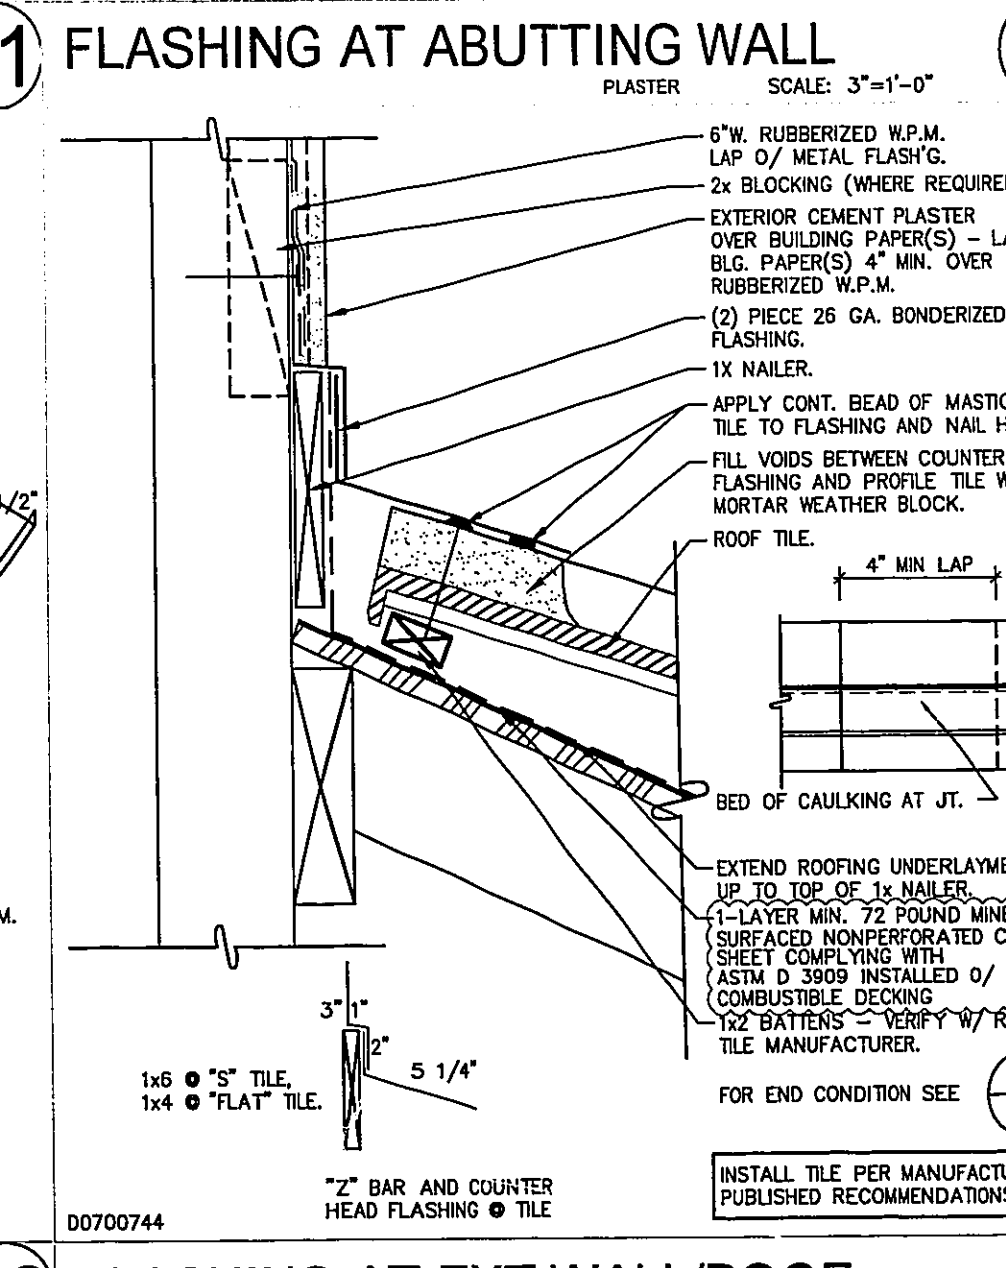 1 FLASHING AT ABUTTING WALL
PLASTER SCALE: 3"=1'-0"
6"W. RUBBERIZED W.P.M.
LAP O/ METAL FLASH'G.
2x BLOCKING (WHERE
EXTERIOR CEMENT PLASTER
OVER BUILDING PAPER(S) -
BLG. PAPER(S) 4" MIN. OVER
RUBBERIZED W.P.M.
(2) PIECE 26 GA. BONDERIZED
FLASHING.
1X NAILER.
APPLY CONT. BEAD OF
TILE TO FLASHING AND NAIL
FILL VOIDS BETWEEN COUNTER
FLASHING AND PROFILE TILE
MORTAR WEATHER BLOCK.
ROOF TILE.
/2"
4" MIN LAP
BED OF CAULKING AT JT.
EXTEND ROOFING
UP TO TOP OF 1x NAILER.
1-LAYER MIN. 72 POUND
SURFACED NONPERFORATED
SHEET COMPLYING WITH
ASTM D 3909 INSTALLED O/
COMBUSTIBLE DECKING
1x2 BATTENS - VERIFY W/
TILE MANUFACTURER.
M.
3" 1"
2"
5 1/4"
1x6 @ "S" TILE,
1x4 @ "FLAT" TILE.
FOR END CONDITION SEE
"Z" BAR AND COUNTER
HEAD FLASHING @ TILE
INSTALL TILE PER
PUBLISHED
D0700744